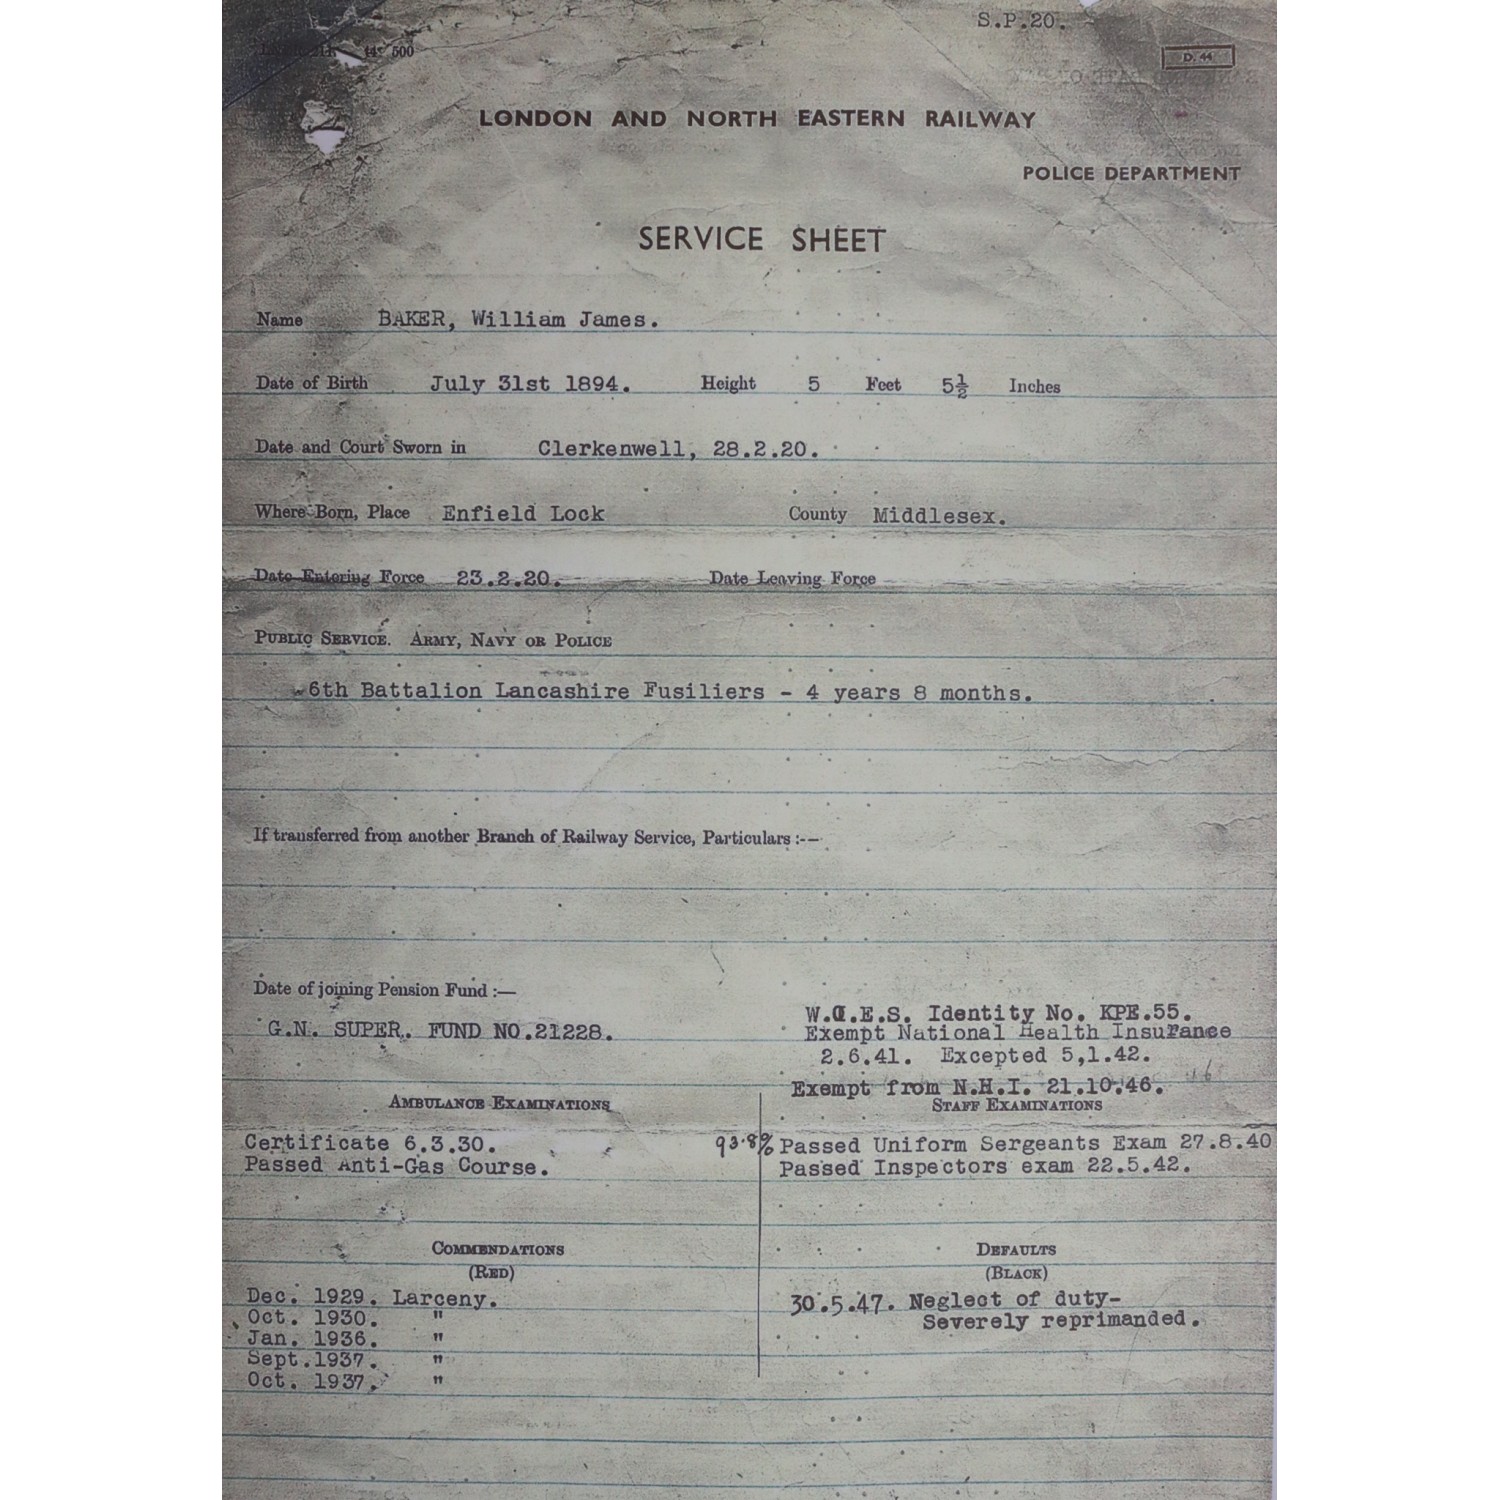 S.P.20.
500
D. 44
LONDON AND NORTH EASTERN RAILWAY
POLICE DEPARTMENT
SERVICE SHEET
Name BAKER, William James.
Date of Birth July 31st 1894. Height 5 Feet 5½ Inches
Date and Court Sworn in Clerkenwell, 28.2.20.
Where Born, Place Enfield Lock County Middlesex.
Date Entering Force 23.2.20. Date Leaving Force
PUBLIC SERVICE. ARMY, NAVY OR POLICE
6th Battalion Lancashire Fusiliers - 4 years 8 months.
If transferred from another Branch of Railway Service, Particulars :--
Date of joining Pension Fund :—
G.N. SUPER. FUND NO.21228.
Identity No. KPE.55.
Exempt National Health Insurance
2.6.41. Excepted 5,1.42.
Exempt from N.H.I. 21.10.46.
AMBULANCE EXAMINATIONS
Certificate 6.3.30.
Passed Anti-Gas Course.
STAFF EXAMINATIONS
93.8% Passed Uniform Sergeants Exam 27.8.40
Passed Inspectors exam 22.5.42.
COMMENDATIONS
(RED)
Dec. 1929. Larceny.
Oct. 1930. "
Jan. 1936. "
Sept.1937. "
Oct. 1937. "
DEFAULTS
(BLACK)
30.5.47. Neglect of duty-
Severely reprimanded.